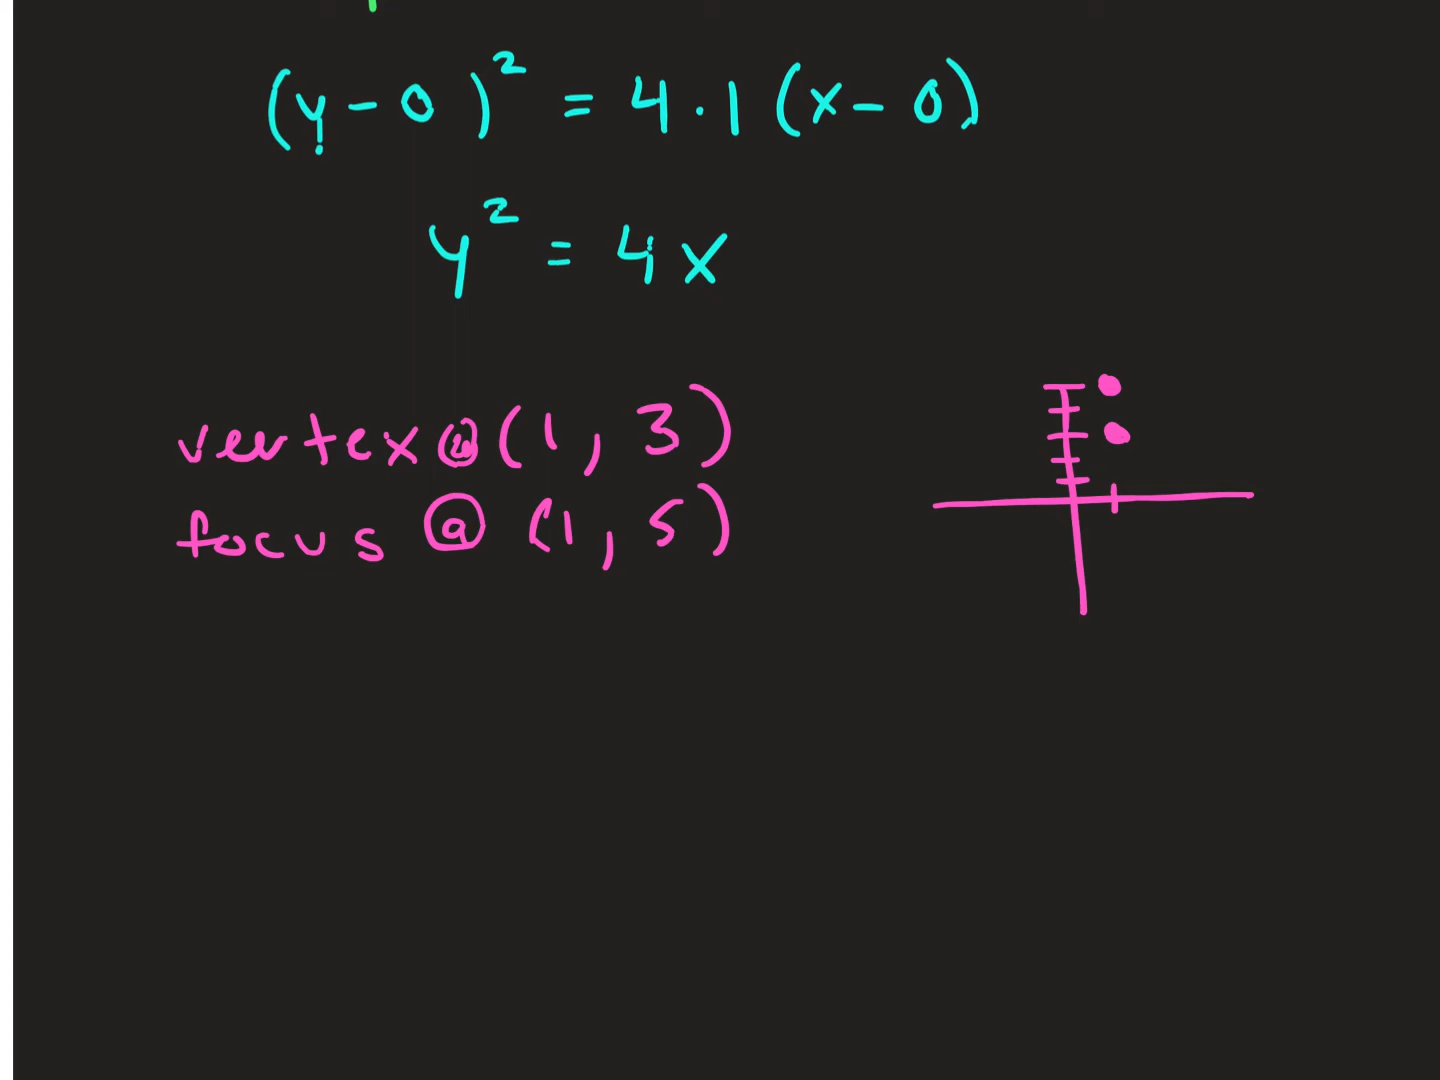 (y - 0)² = 4 · 1 (x - 0)
y² = 4x
vertex @ (1, 3)
focus @ (1, 5)